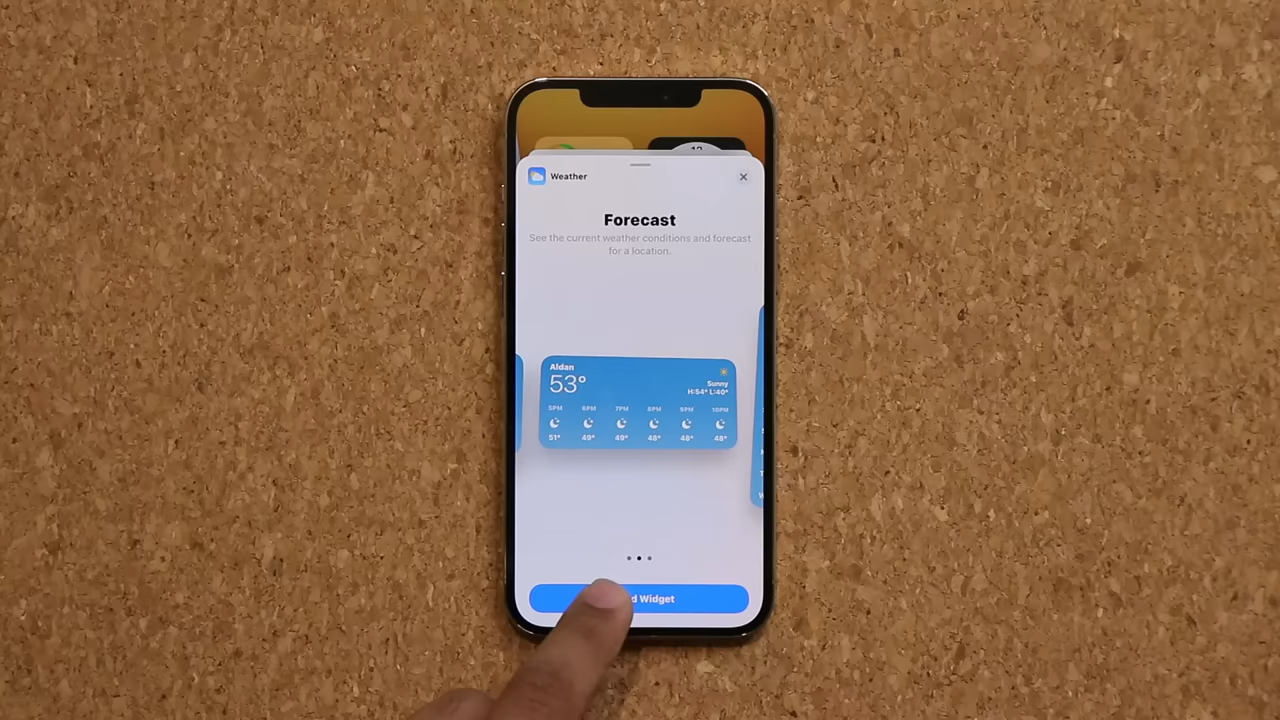 12
Weather
Forecast
See the current weather conditions and forecast
for a location.
Aldan
53°
Sunny
H:54° L:40°
5PM 6PM 7PM 8PM 9PM 10PM
51° 49° 49° 48° 48° 48°
Widget